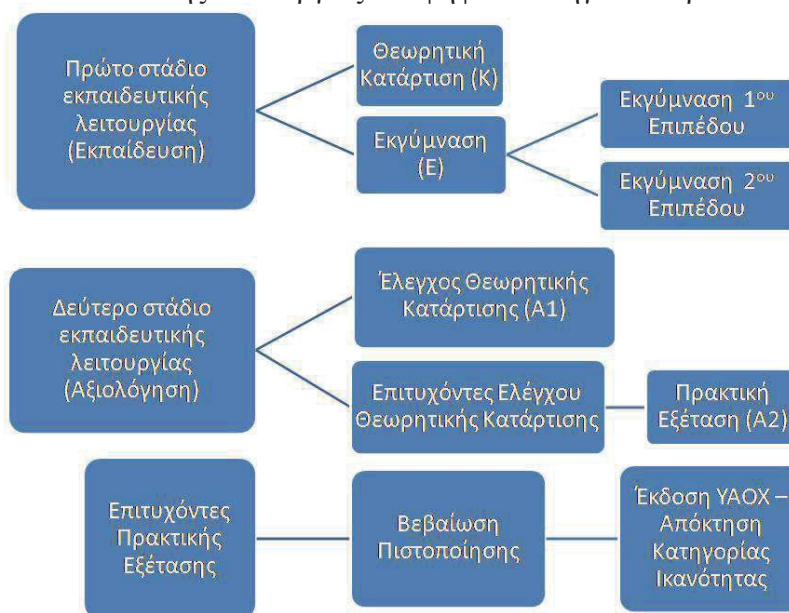 Πρώτο στάδιο
εκπαιδευτικής
λειτουργίας
(Εκπαίδευση)
Θεωρητική
Κατάρτιση (Κ)
Εκγύμναση
(Ε)
Εκγύμναση 1ου
Επιπέδου
Εκγύμναση 2ου
Επιπέδου
Δεύτερο στάδιο
εκπαιδευτικής
λειτουργίας
(Αξιολόγηση)
Έλεγχος Θεωρητικής
Κατάρτισης (Α1)
Επιτυχόντες Ελέγχου
Θεωρητικής Κατάρτισης
Πρακτική
Εξέταση (Α2)
Επιτυχόντες
Πρακτικής
Εξέτασης
Βεβαίωση
Πιστοποίησης
Έκδοση ΥΑΟΧ –
Απόκτηση
Κατηγορίας
Ικανότητας